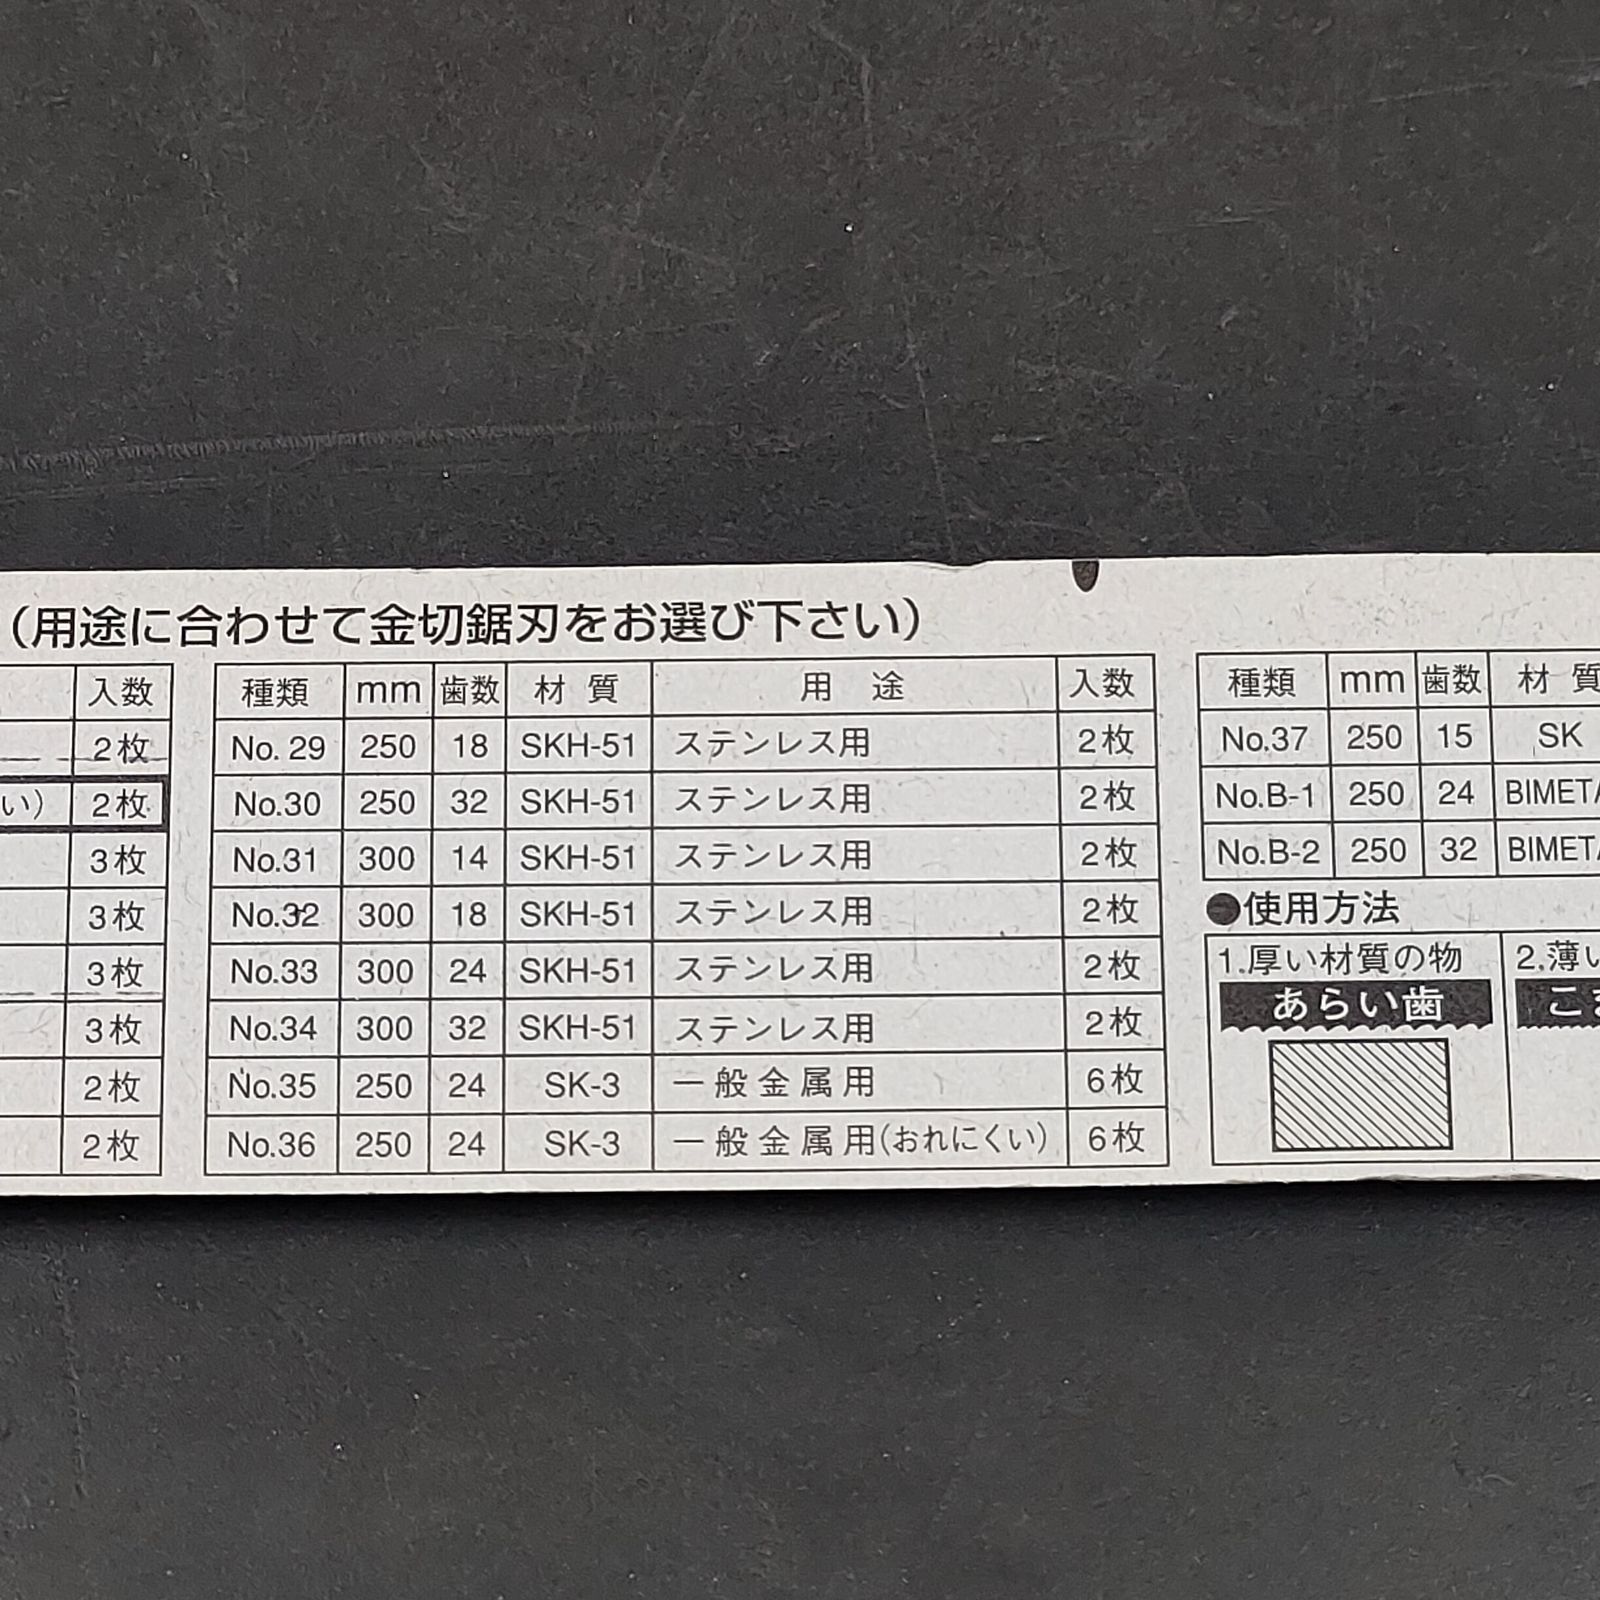 （用途に合わせて金切鋸刃をお選び下さい）
入数
2枚
い） 2枚
3枚
3枚
3枚
3枚
2枚
2枚
種類 mm 歯数 材質 用途 入数
No.29 250 18 SKH-51 ステンレス用 2枚
No.30 250 32 SKH-51 ステンレス用 2枚
No.31 300 14 SKH-51 ステンレス用 2枚
No.32 300 18 SKH-51 ステンレス用 2枚
No.33 300 24 SKH-51 ステンレス用 2枚
No.34 300 32 SKH-51 ステンレス用 2枚
No.35 250 24 SK-3 一般金属用 6枚
No.36 250 24 SK-3 一般金属用(おれにくい) 6枚
種類 mm 歯数 材質
No.37 250 15 SK
No.B-1 250 24 BIMETA
No.B-2 250 32 BIMETA
●使用方法
1.厚い材質の物
あらい歯
2.薄い
こま